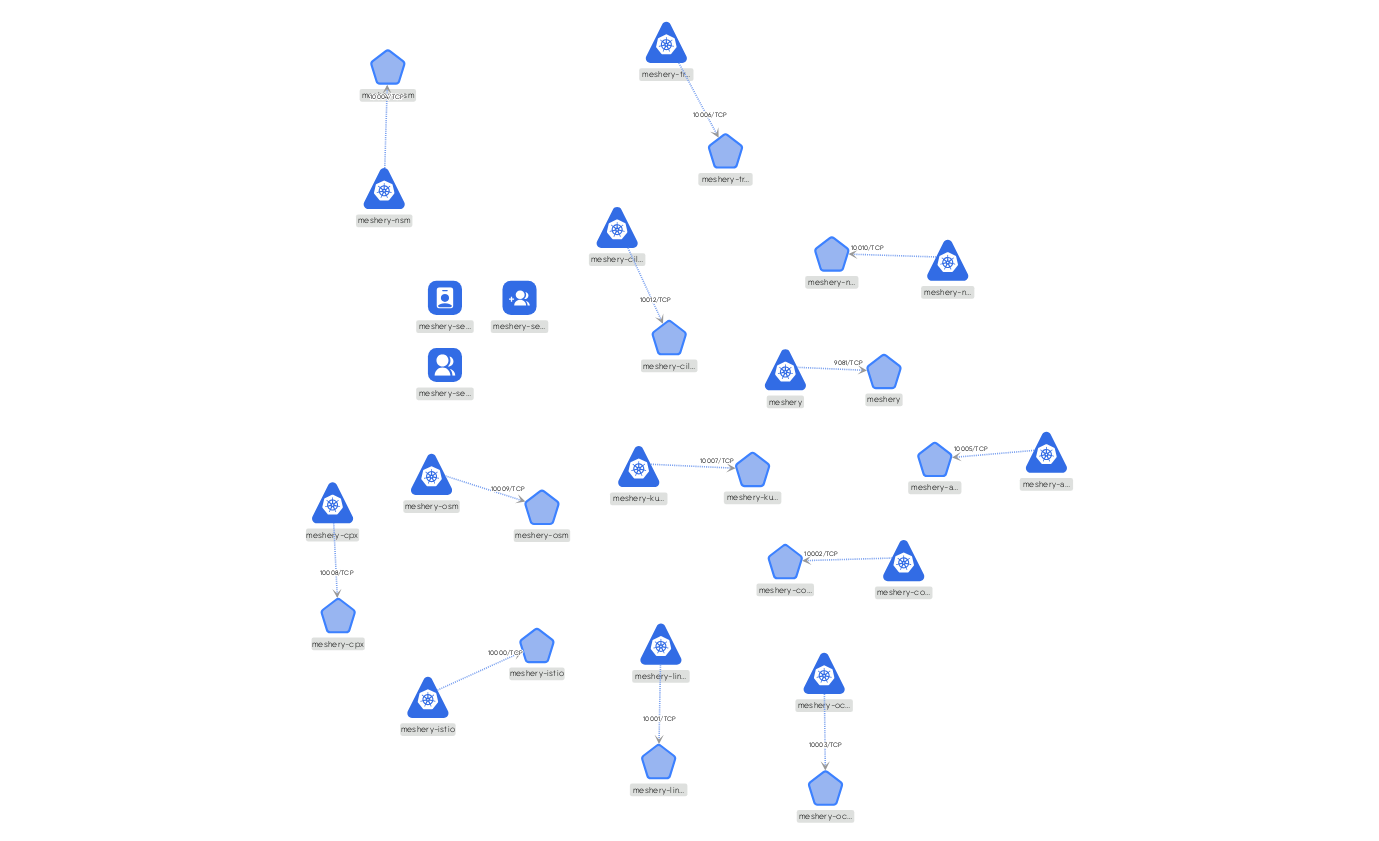 meshery-tr...
10004/TCP
10006/TCP
meshery-tr...
meshery-nsm
meshery-cil...
10010/TCP
meshery-n...
meshery-n...
10012/TCP
meshery-se...
meshery-se...
meshery-cil...
9081/TCP
meshery-se...
meshery
meshery
10005/TCP
10007/TCP
meshery-a...
meshery-a...
10009/TCP
meshery-ku...
meshery-ku...
meshery-osm
meshery-osm
meshery-cpx
10002/TCP
10008/TCP
meshery-co...
meshery-co...
meshery-cpx
10000/TCP
meshery-istio
meshery-lin...
meshery-oc...
10001/TCP
meshery-istio
10003/TCP
meshery-lin...
meshery-oc...